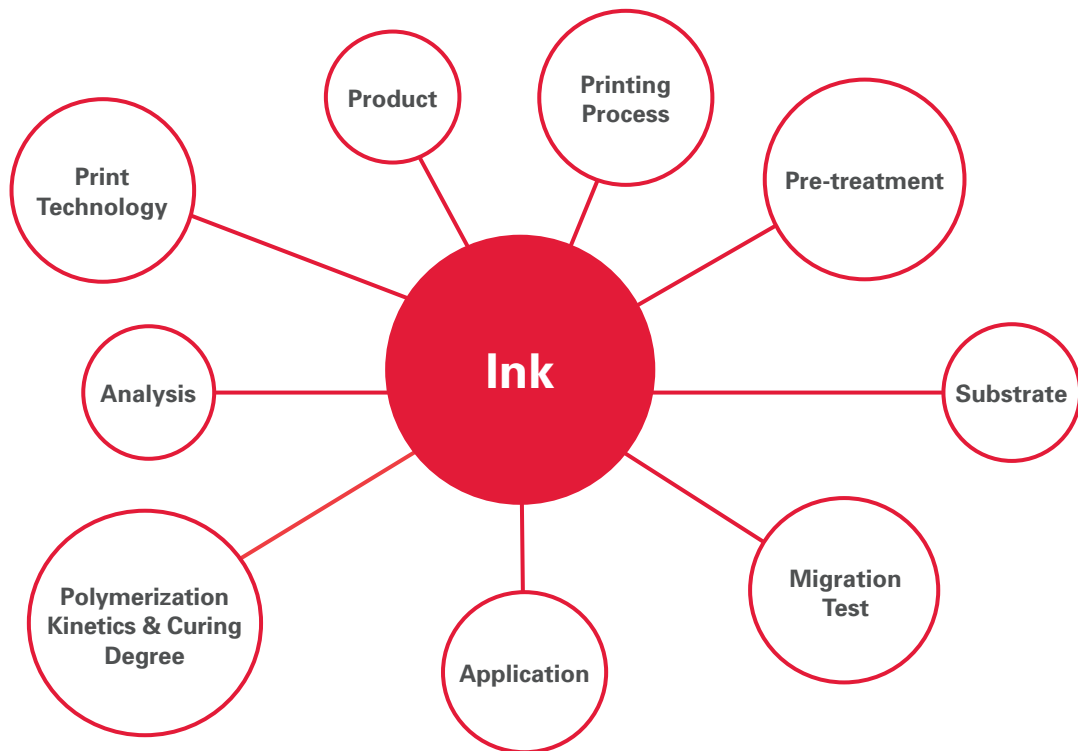 Product
Printing
Process
Print
Technology
Pre-treatment
Ink
Analysis
Substrate
Polymerization
Kinetics & Curing
Degree
Migration
Test
Application